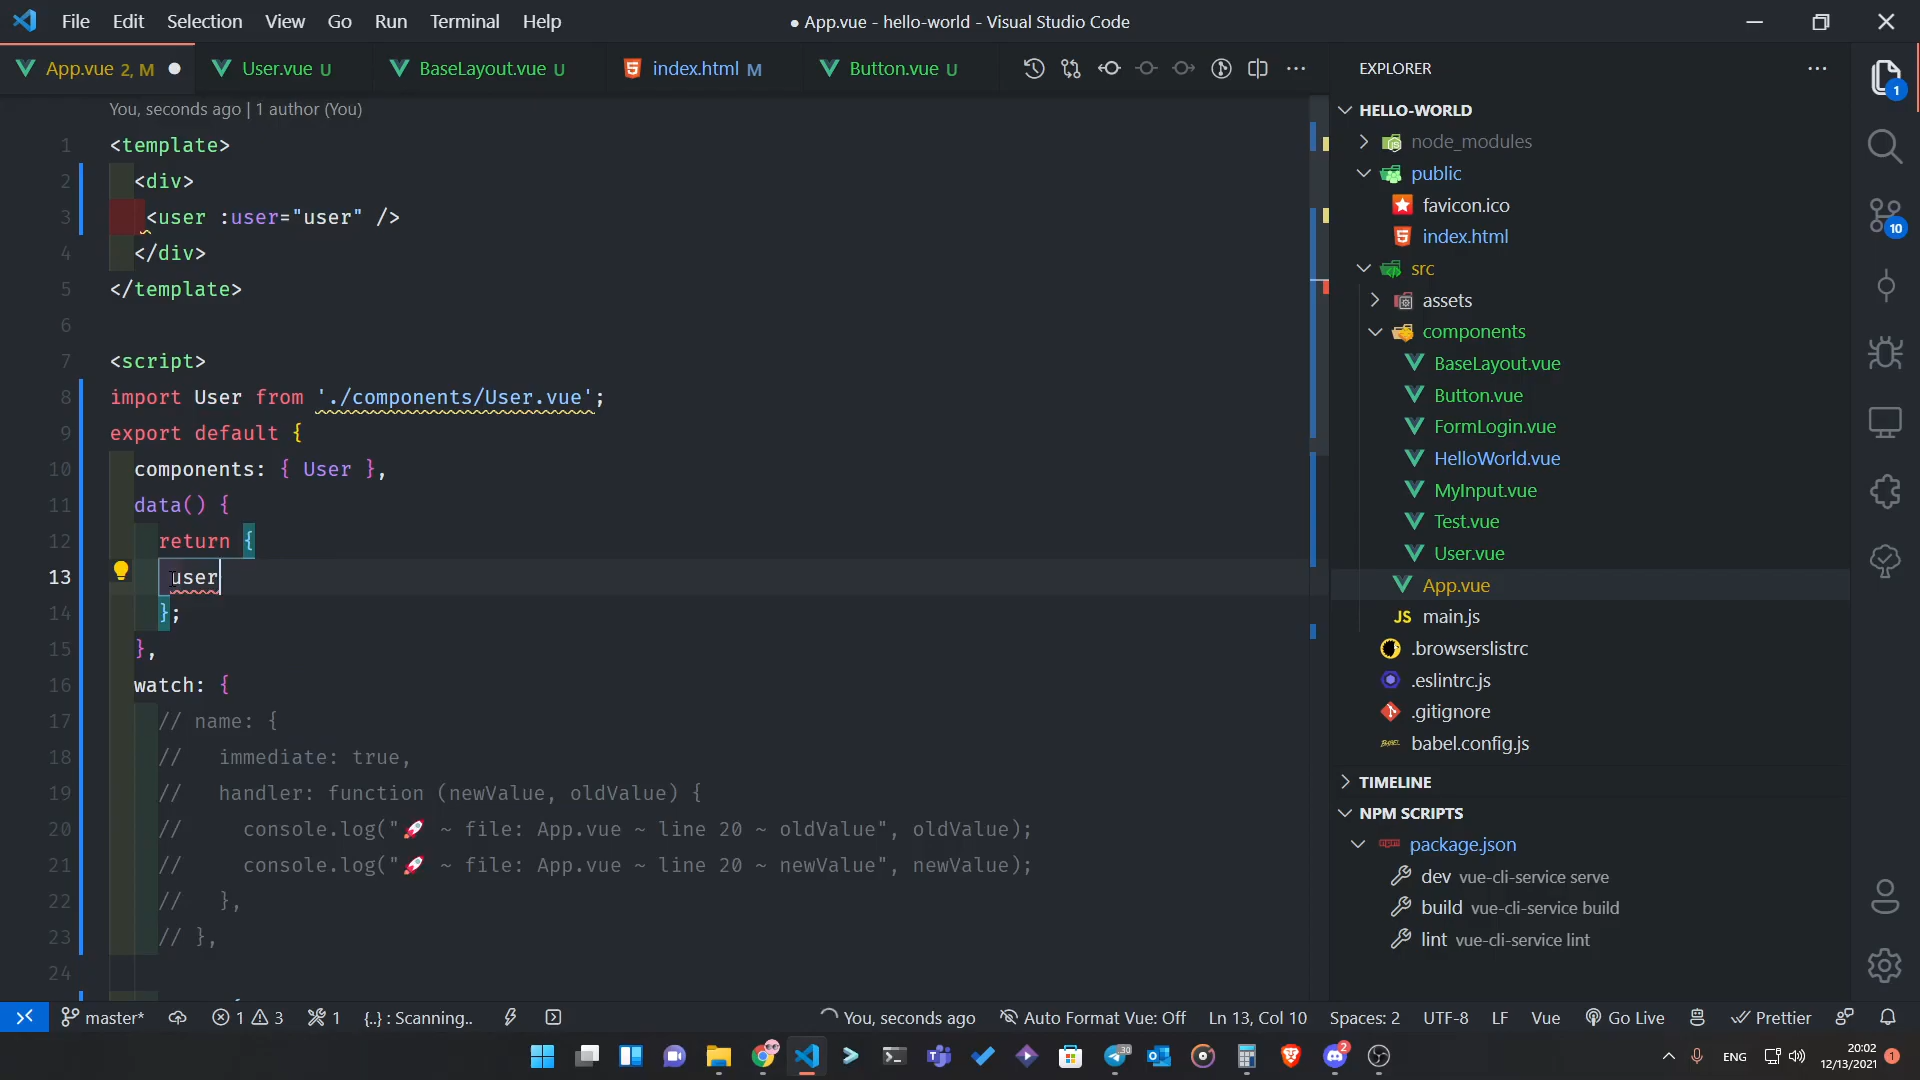 File Edit Selection View Go Run Terminal Help
● App.vue - hello-world - Visual Studio Code
App.vue 2, M ●
User.vue U
BaseLayout.vue U
index.html M
Button.vue U
EXPLORER
You, seconds ago | 1 author (You)
1 <template>
2 <div>
3 <user :user="user" />
4 </div>
5 </template>
6
7 <script>
8 import User from './components/User.vue';
9 export default {
10 components: { User },
11 data() {
12 return {
13 user
14 };
15 },
16 watch: {
17 // name: {
18 // immediate: true,
19 // handler: function (newValue, oldValue) {
20 // console.log("🚀 ~ file: App.vue ~ line 20 ~ oldValue", oldValue);
21 // console.log("🚀 ~ file: App.vue ~ line 20 ~ newValue", newValue);
22 // },
23 // },
24
HELLO-WORLD
node_modules
public
favicon.ico
index.html
src
assets
components
BaseLayout.vue
Button.vue
FormLogin.vue
HelloWorld.vue
MyInput.vue
Test.vue
User.vue
App.vue
JS main.js
.browserslistrc
.eslintrc.js
.gitignore
babel.config.js
TIMELINE
NPM SCRIPTS
package.json
dev vue-cli-service serve
build vue-cli-service build
lint vue-cli-service lint
1
10
master* 1 3 1 {..} : Scanning..
You, seconds ago Auto Format Vue: Off Ln 13, Col 10 Spaces: 2 UTF-8 LF Vue Go Live Prettier
30
2
ENG
20:02
12/13/2021
1